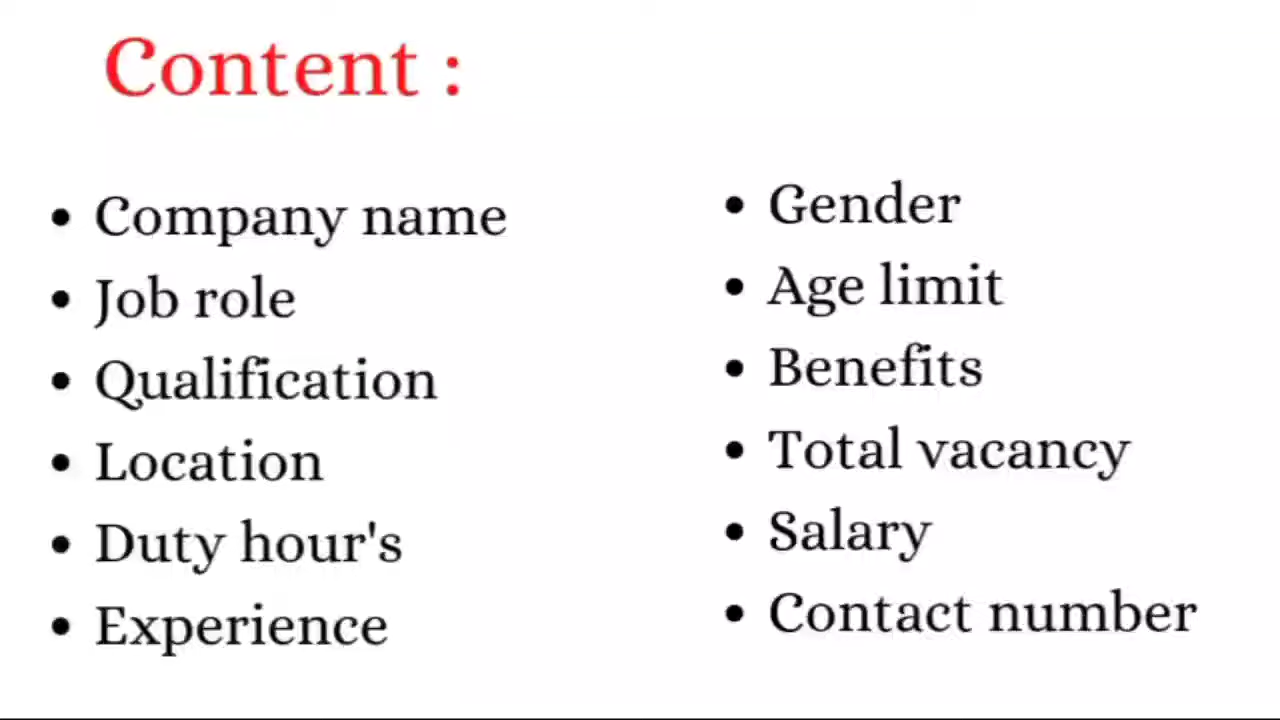 Content :
• Company name
• Job role
• Qualification
• Location
• Duty hour's
• Experience
• Gender
• Age limit
• Benefits
• Total vacancy
• Salary
• Contact number